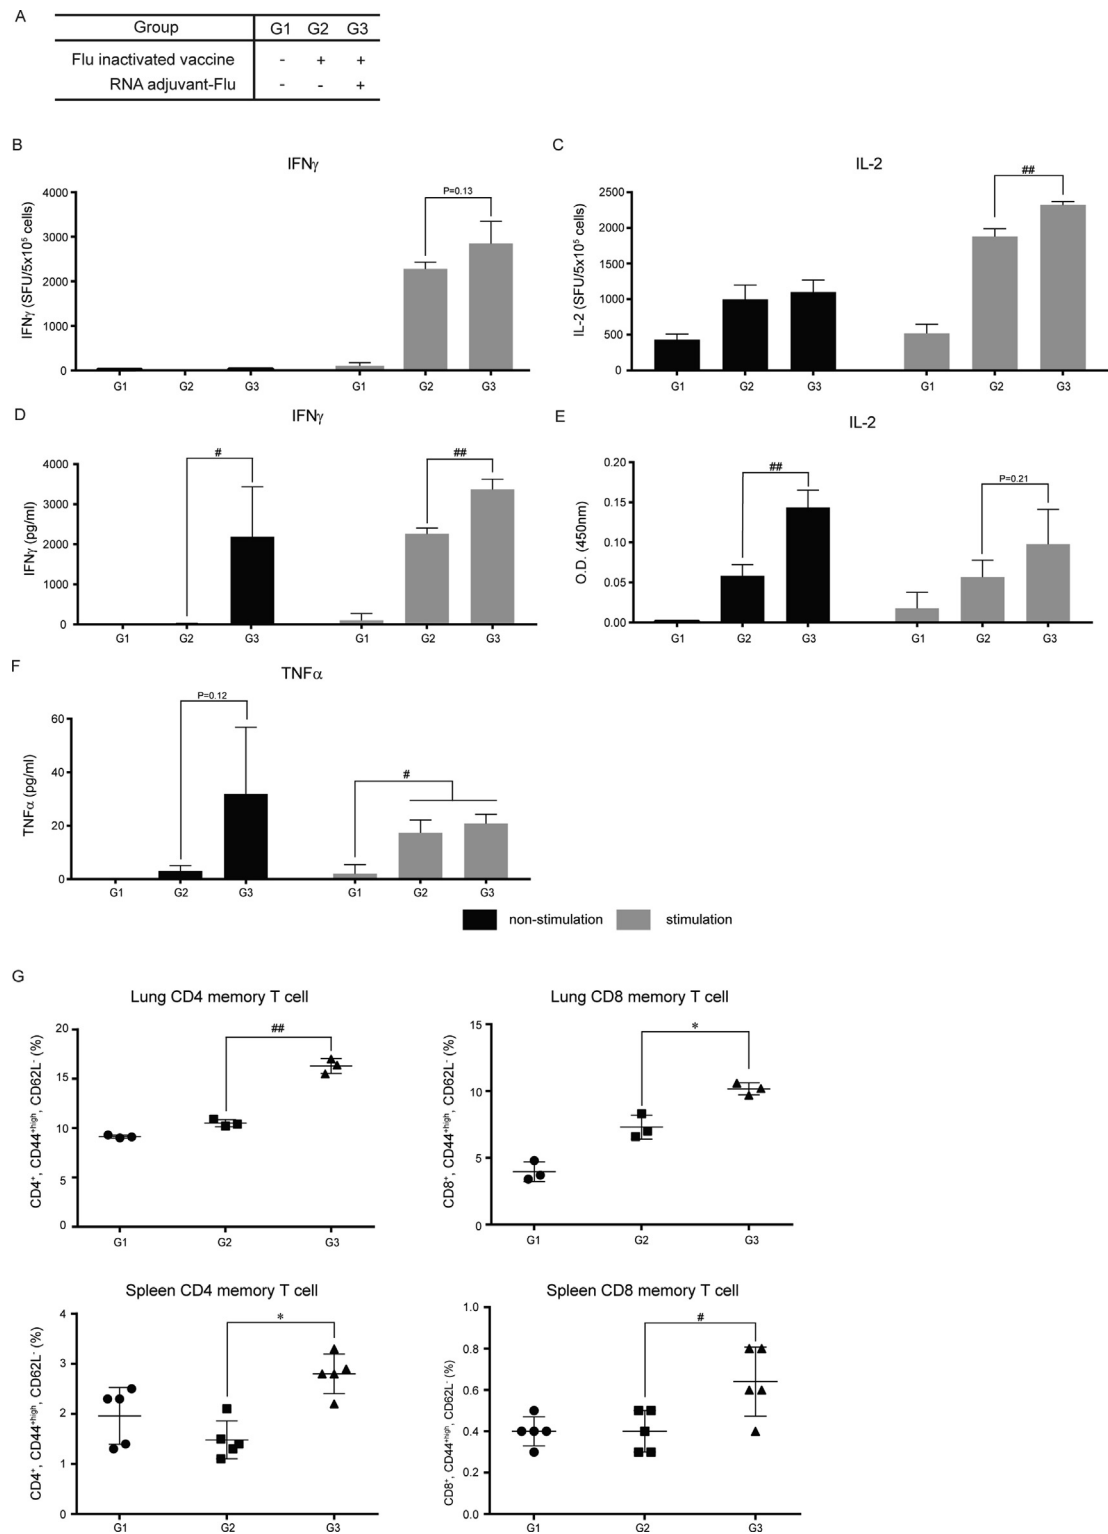 A
Group G1 G2 G3
Flu inactivated vaccine - + +
RNA adjuvant-Flu - - +
B
IFNγ
IFNγ (SFU/5x10⁵ cells)
4000
3000
2000
1000
0
P=0.13
G1 G2 G3 G1 G2 G3
C
IL-2
IL-2 (SFU/5x10⁵ cells)
2500
2000
1500
1000
500
0
##
G1 G2 G3 G1 G2 G3
D
IFNγ
IFNγ (pg/ml)
4000
3000
2000
1000
0
# ##
G1 G2 G3 G1 G2 G3
E
IL-2
O.D. (450nm)
0.20
0.15
0.10
0.05
0.00
## P=0.21
G1 G2 G3 G1 G2 G3
F
TNFα
TNFα (pg/ml)
60
40
20
0
P=0.12 #
G1 G2 G3 G1 G2 G3
non-stimulation stimulation
G
Lung CD4 memory T cell
CD4⁺, CD44⁺ʰⁱᵍʰ, CD62L⁻ (%)
20
15
10
5
0
##
G1 G2 G3
Lung CD8 memory T cell
CD8⁺, CD44⁺ʰⁱᵍʰ, CD62L⁻ (%)
15
10
5
0
*
G1 G2 G3
Spleen CD4 memory T cell
CD4⁺, CD44⁺ʰⁱᵍʰ, CD62L⁻ (%)
4
3
2
1
0
*
G1 G2 G3
Spleen CD8 memory T cell
CD8⁺, CD44⁺ʰⁱᵍʰ, CD62L⁻ (%)
1.0
0.8
0.6
0.4
0.2
0.0
#
G1 G2 G3